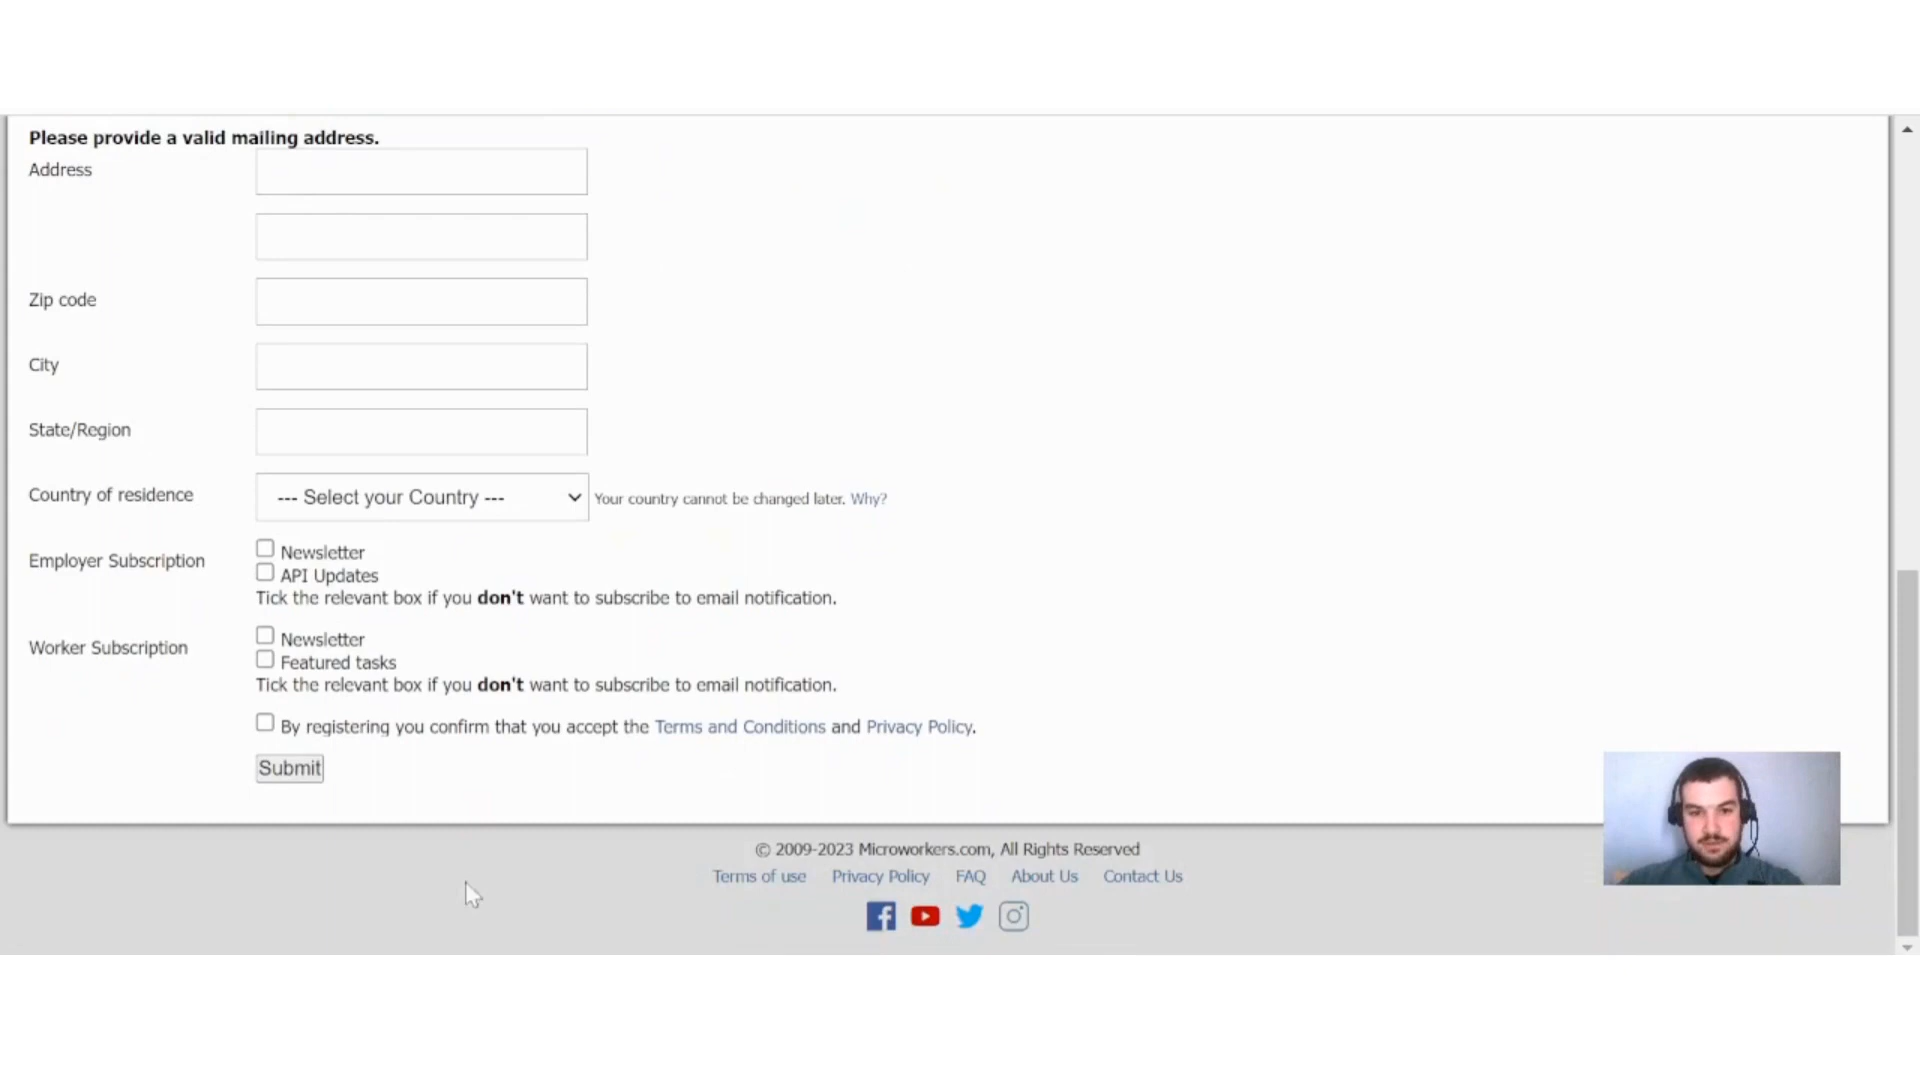 Please provide a valid mailing address.
Address
Zip code
City
State/Region
Country of residence
--- Select your Country ---
Your country cannot be changed later. Why?
Employer Subscription
Newsletter
API Updates
Tick the relevant box if you don't want to subscribe to email notification.
Worker Subscription
Newsletter
Featured tasks
Tick the relevant box if you don't want to subscribe to email notification.
By registering you confirm that you accept the Terms and Conditions and Privacy Policy.
Submit
© 2009-2023 Microworkers.com, All Rights Reserved
Terms of use Privacy Policy FAQ About Us Contact Us